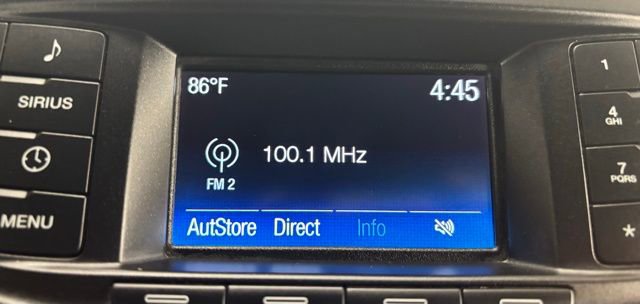 SIRIUS
MENU
86°F 4:45
100.1 MHz
FM 2
AutStore Direct Info
1
4
GHI
7
PQRS
*